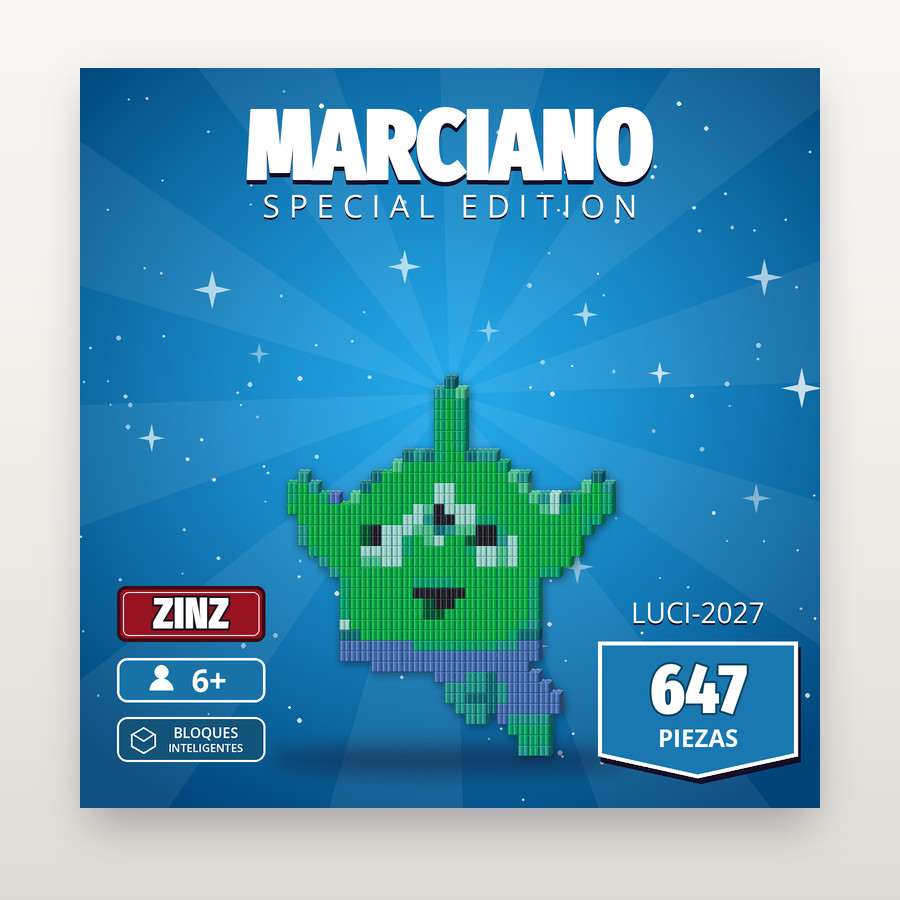 MARCIANO
SPECIAL EDITION
ZINZ
6+
BLOQUES
INTELIGENTES
LUCI-2027
647
PIEZAS